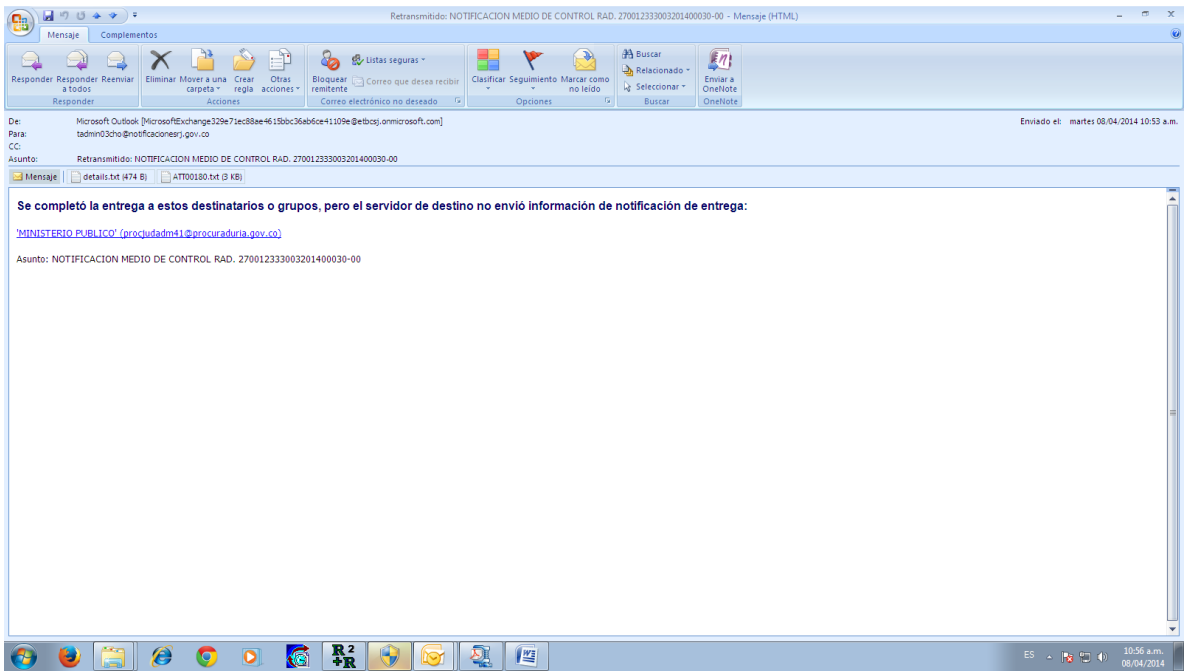 Retransmitido: NOTIFICACION MEDIO DE CONTROL RAD. 270012333003201400030-00 - Mensaje (HTML)
Mensaje Complementos
Responder Responder a todos Reenviar
Responder
Eliminar Mover a una carpeta Crear regla Otras acciones
Acciones
Bloquear remitente Listas seguras
Correo que desea recibir
Correo electrónico no deseado
Clasificar Seguimiento Marcar como no leído
Opciones
Buscar
Relacionado
Seleccionar
Buscar
Enviar a OneNote
OneNote
De: Microsoft Outlook [MicrosoftExchange329e71ec88ae4615bbc36ab6ce41109e@etbcsj.onmicrosoft.com] Enviado el: martes 08/04/2014 10:53 a.m.
Para: tadmin03cho@notificacionesrj.gov.co
CC:
Asunto: Retransmitido: NOTIFICACION MEDIO DE CONTROL RAD. 270012333003201400030-00
Mensaje details.txt (474 B) ATT00180.txt (3 KB)
Se completó la entrega a estos destinatarios o grupos, pero el servidor de destino no envió información de notificación de entrega:
'MINISTERIO PUBLICO' (procjudadm41@procuraduria.gov.co)
Asunto: NOTIFICACION MEDIO DE CONTROL RAD. 270012333003201400030-00
R2
+R
ES 10:56 a.m.
08/04/2014